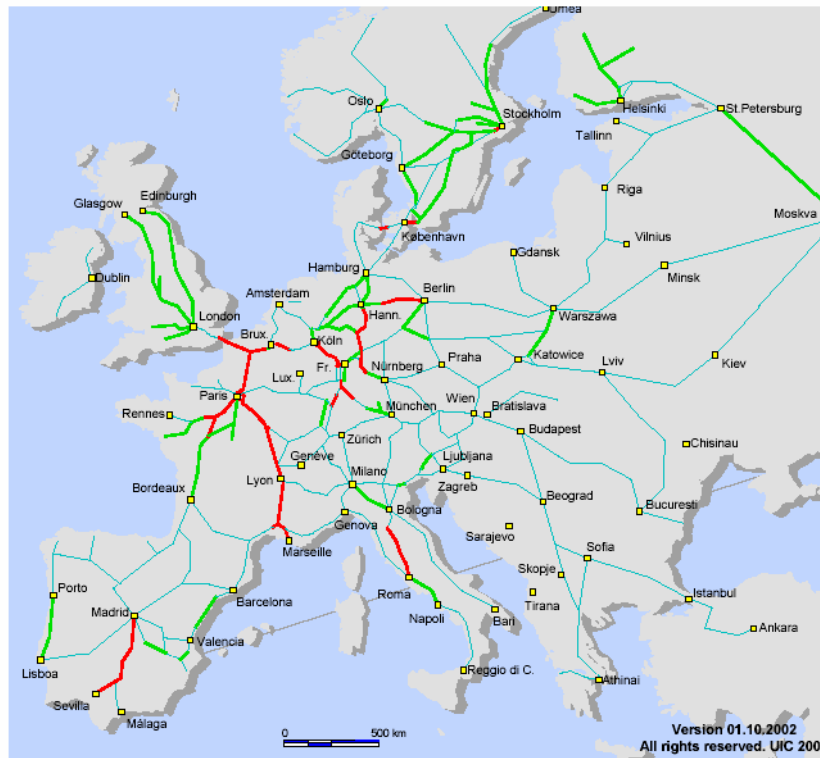 Umea
Oslo
Stockholm
Helsinki
St.Petersburg
Tallinn
Göteborg
Riga
Glasgow
Edinburgh
Moskva
København
Vilnius
Gdansk
Minsk
Dublin
Hamburg
Amsterdam
Hann.
Berlin
London
Warszawa
Brux.
Köln
Fr.
Praha
Katowice
Lviv
Kiev
Lux.
Nürnberg
Paris
Wien
Rennes
München
Bratislava
Budapest
Zürich
Chisinau
Genéve
Ljubljana
Lyon
Milano
Zagreb
Bordeaux
Beograd
Bucuresti
Bologna
Genova
Sarajevo
Marseille
Sofia
Skopje
Porto
Roma
Tirana
Istanbul
Madrid
Barcelona
Napoli
Bari
Ankara
Valencia
Lisboa
Reggio di C.
Athinai
Sevilla
Málaga
0 500 km
Version 01.10.2002
All rights reserved. UIC 200